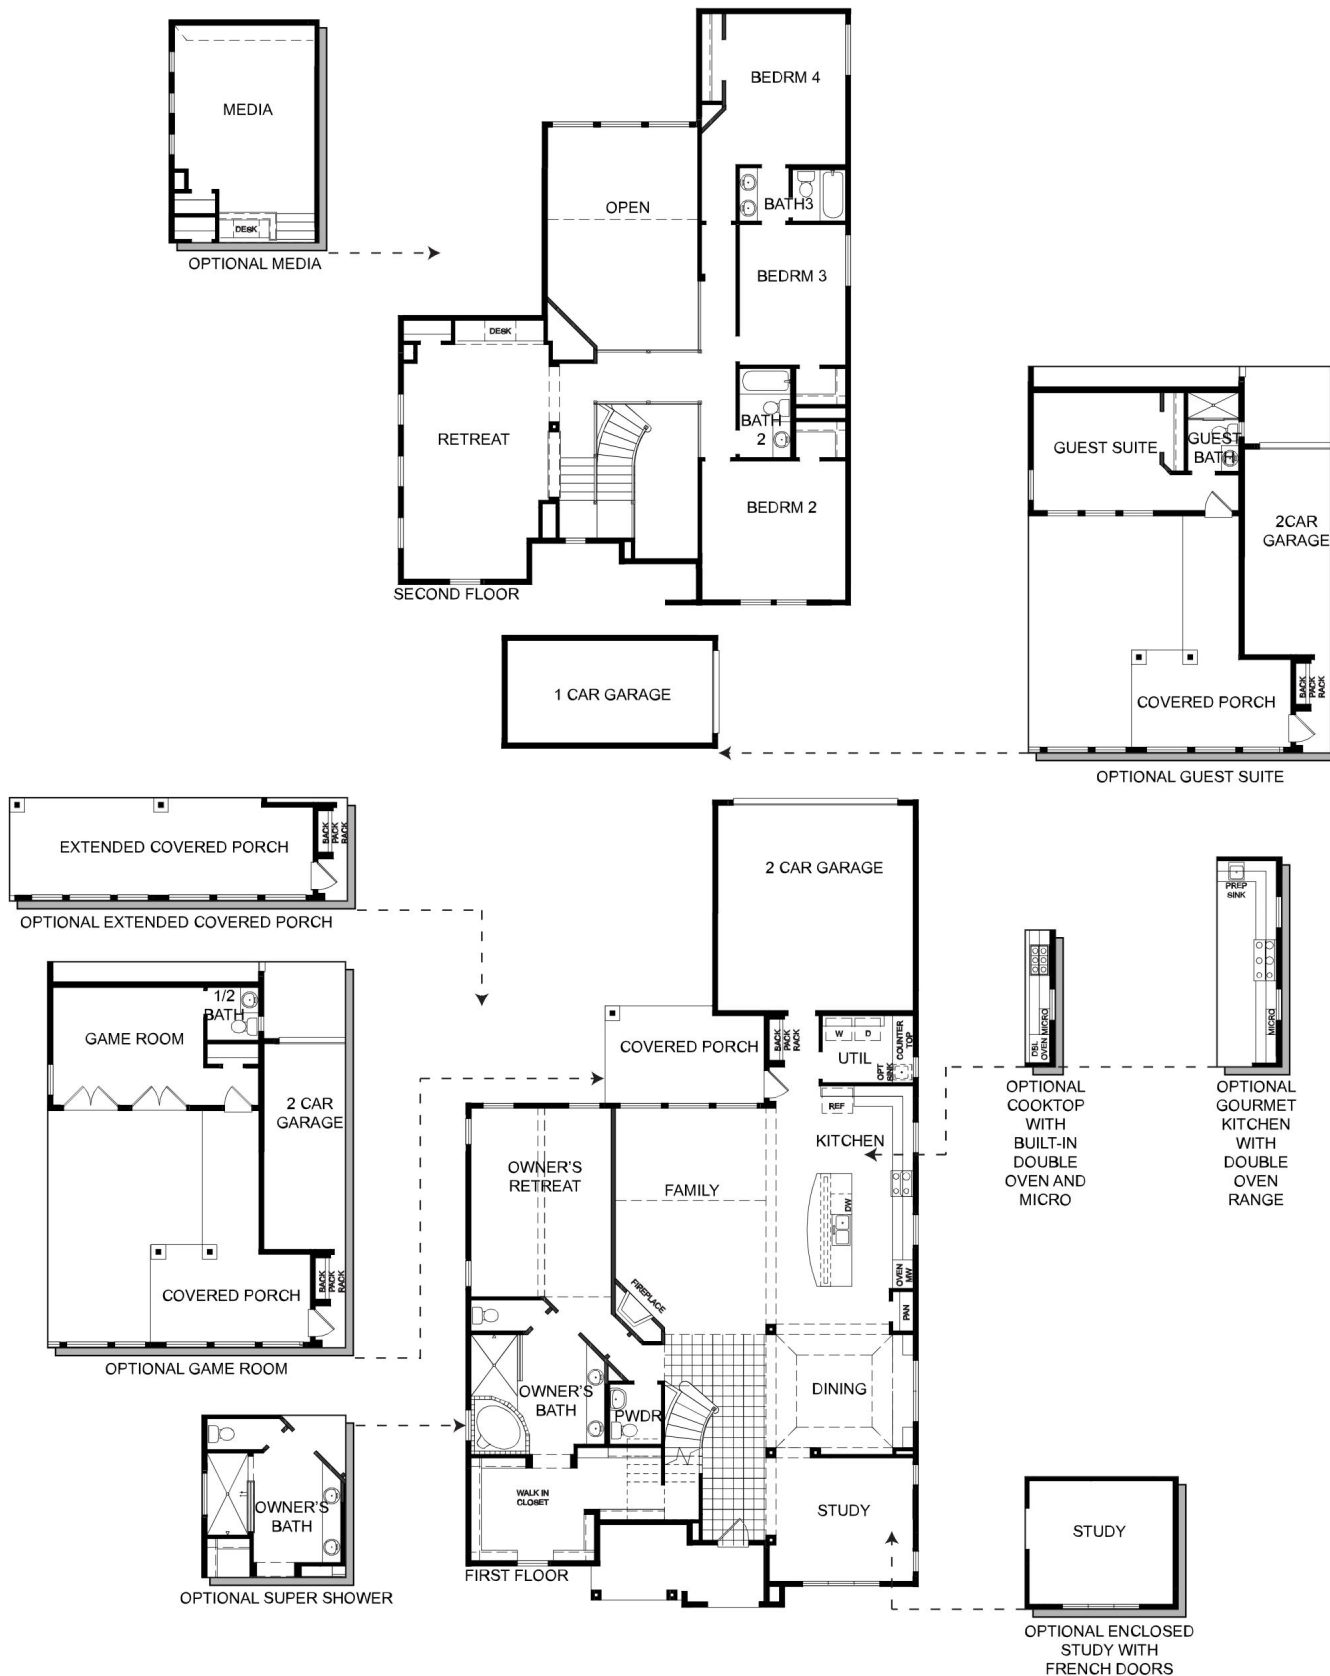 MEDIA
DESK
OPTIONAL MEDIA
BEDRM 4
OPEN
BATH3
BEDRM 3
DESK
RETREAT
BATH
2
BEDRM 2
SECOND FLOOR
GUEST SUITE
GUEST
BATH
2CAR
GARAGE
BACK
PACK
RACK
COVERED PORCH
OPTIONAL GUEST SUITE
1 CAR GARAGE
EXTENDED COVERED PORCH
BACK
PACK
RACK
OPTIONAL EXTENDED COVERED PORCH
1/2
BATH
GAME ROOM
2 CAR
GARAGE
BACK
PACK
RACK
COVERED PORCH
OPTIONAL GAME ROOM
OWNER'S
BATH
OPTIONAL SUPER SHOWER
2 CAR GARAGE
COVERED PORCH
BACK
PACK
RACK
W
D
COUNTER
TOP
UTIL
OPT
SINK
REF
KITCHEN
OWNER'S
RETREAT
FAMILY
DW
OVEN
MW
FIREPLACE
PAN
DINING
OWNER'S
BATH
PWDR
WALK IN
CLOSET
STUDY
FIRST FLOOR
DBL
OVEN
MICRO
OPTIONAL
COOKTOP
WITH
BUILT-IN
DOUBLE
OVEN AND
MICRO
PREP
SINK
MICRO
OPTIONAL
GOURMET
KITCHEN
WITH
DOUBLE
OVEN
RANGE
STUDY
OPTIONAL ENCLOSED
STUDY WITH
FRENCH DOORS